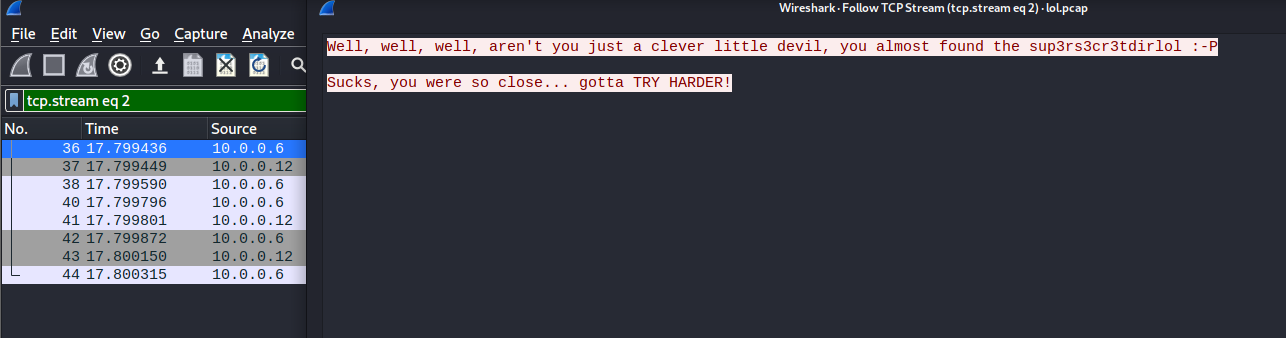 Wireshark · Follow TCP Stream (tcp.stream eq 2) · lol.pcap
File Edit View Go Capture Analyze
tcp.stream eq 2
No. Time Source
36 17.799436 10.0.0.6
37 17.799449 10.0.0.12
38 17.799590 10.0.0.6
40 17.799796 10.0.0.6
41 17.799801 10.0.0.12
42 17.799872 10.0.0.6
43 17.800150 10.0.0.12
44 17.800315 10.0.0.6
Well, well, well, aren't you just a clever little devil, you almost found the sup3rs3cr3tdirlol :-P
Sucks, you were so close... gotta TRY HARDER!